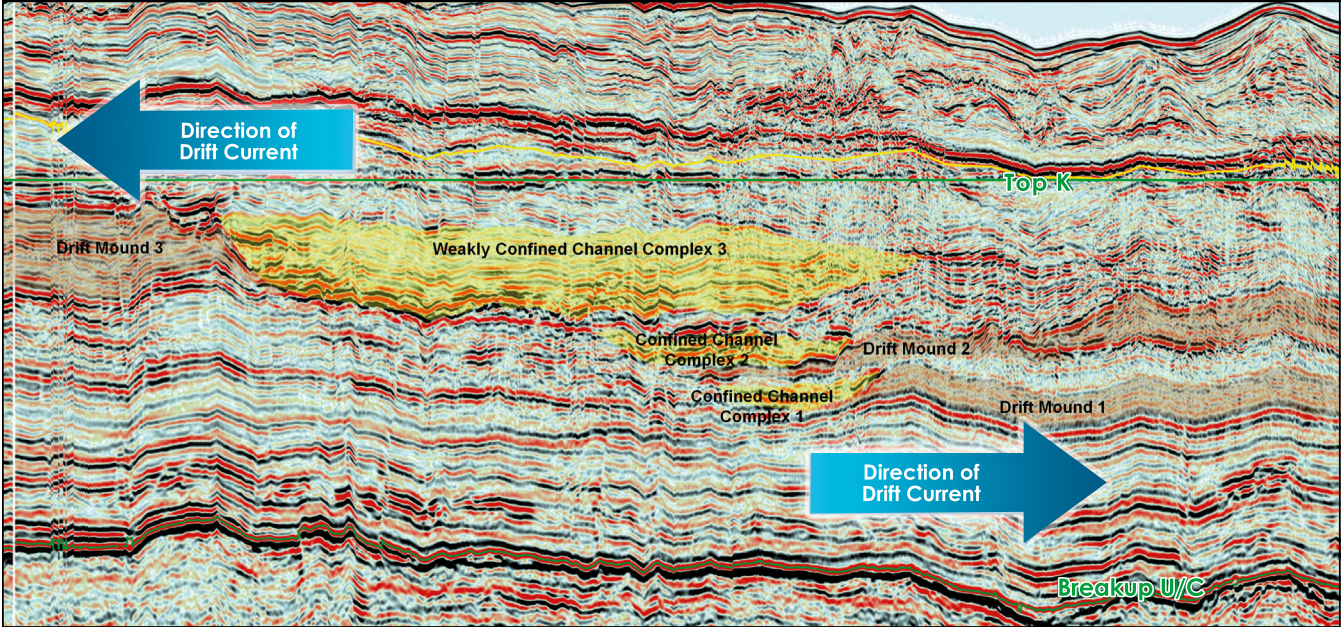 Direction of
Drift Current
Top K
Drift Mound 3
Weakly Confined Channel Complex 3
Confined Channel
Complex 2
Drift Mound 2
Confined Channel
Complex 1
Drift Mound 1
Direction of
Drift Current
Breakup U/C